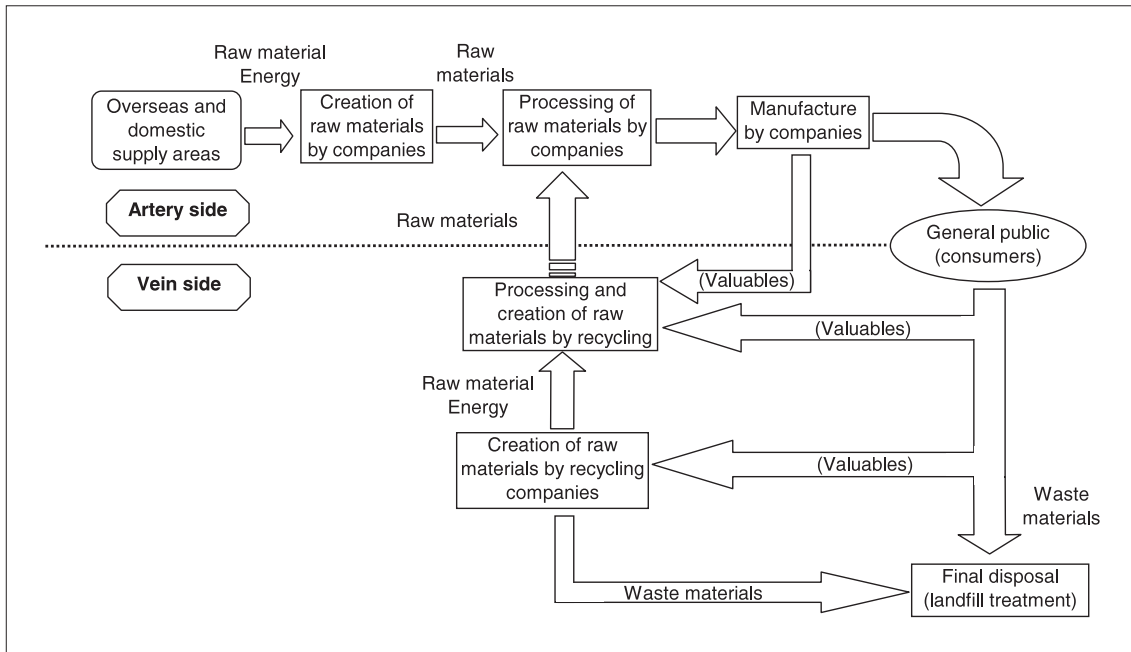 Raw material
Energy
Raw
materials
Overseas and
domestic
supply areas
Creation of
raw materials
by companies
Processing of
raw materials by
companies
Manufacture
by companies
Artery side
Raw materials
General public
(consumers)
Vein side
(Valuables)
Processing and
creation of raw
materials by recycling
(Valuables)
Raw material
Energy
Creation of raw
materials by recycling
companies
(Valuables)
Waste
materials
Waste materials
Final disposal
(landfill treatment)